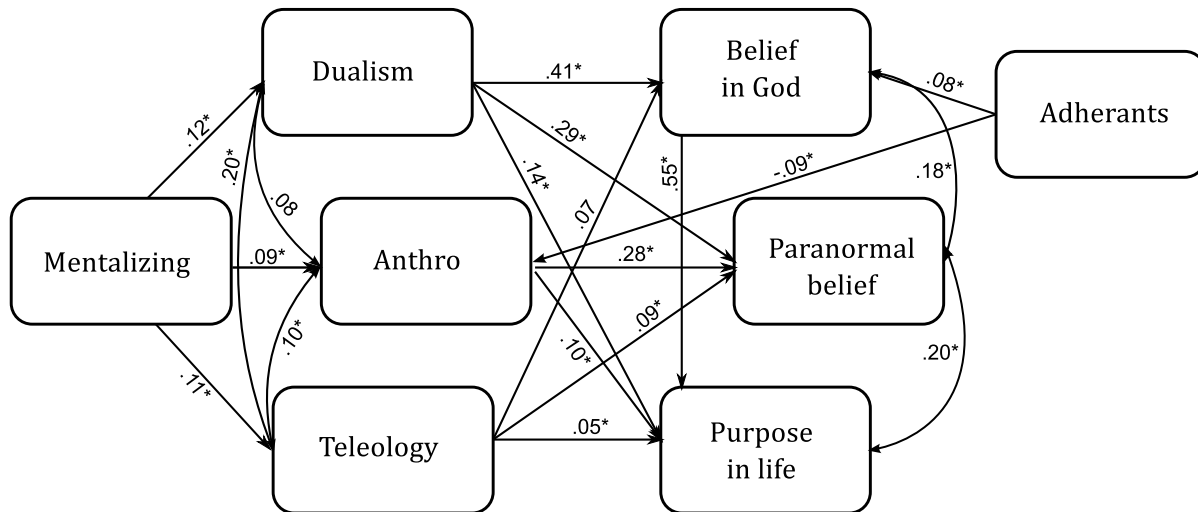 Dualism
Belief
in God
Adherants
.41*
.08*
.12*
.29*
.20*
.14*
.55*
-.09*
.18*
.08
.07
Mentalizing
.09*
Anthro
.28*
Paranormal
belief
.10*
.09*
.10*
.20*
.11*
Teleology
.05*
Purpose
in life